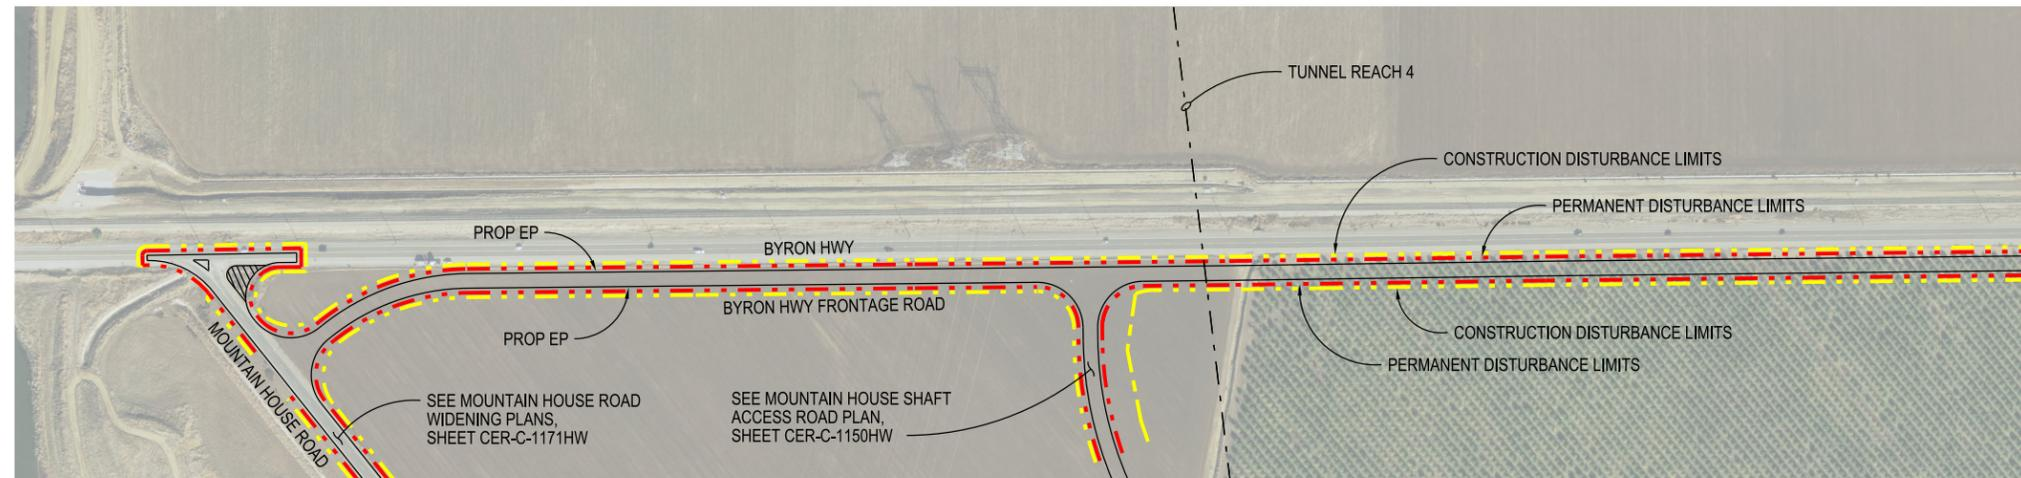 TUNNEL REACH 4
CONSTRUCTION DISTURBANCE LIMITS
PERMANENT DISTURBANCE LIMITS
PROP EP
BYRON HWY
BYRON HWY FRONTAGE ROAD
PROP EP
CONSTRUCTION DISTURBANCE LIMITS
PERMANENT DISTURBANCE LIMITS
MOUNTAIN HOUSE ROAD
SEE MOUNTAIN HOUSE ROAD
WIDENING PLANS,
SHEET CER-C-1171HW
SEE MOUNTAIN HOUSE SHAFT
ACCESS ROAD PLAN,
SHEET CER-C-1150HW